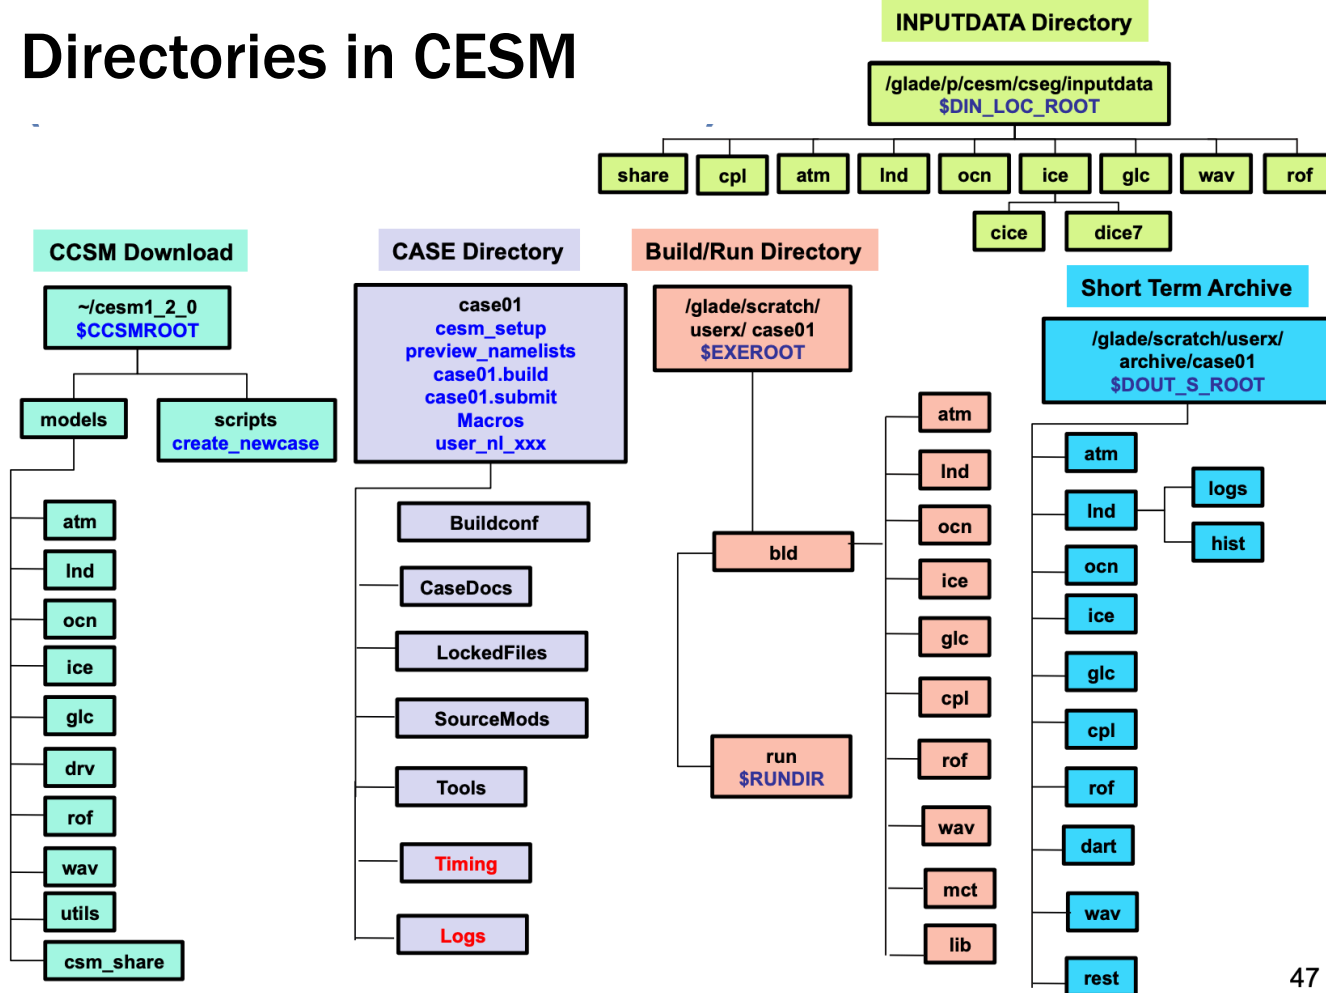 Directories in CESM
INPUTDATA Directory
/glade/p/cesm/cseg/inputdata
$DIN_LOC_ROOT
share
cpl
atm
lnd
ocn
ice
glc
wav
rof
cice
dice7
CCSM Download
~/cesm1_2_0
$CCSMROOT
models
scripts
create_newcase
atm
lnd
ocn
ice
glc
drv
rof
wav
utils
csm_share
CASE Directory
case01
cesm_setup
preview_namelists
case01.build
case01.submit
Macros
user_nl_xxx
Buildconf
CaseDocs
LockedFiles
SourceMods
Tools
Timing
Logs
Build/Run Directory
/glade/scratch/
userx/ case01
$EXEROOT
bld
run
$RUNDIR
atm
lnd
ocn
ice
glc
cpl
rof
wav
mct
lib
Short Term Archive
/glade/scratch/userx/
archive/case01
$DOUT_S_ROOT
atm
lnd
logs
hist
ocn
ice
glc
cpl
rof
dart
wav
rest
47